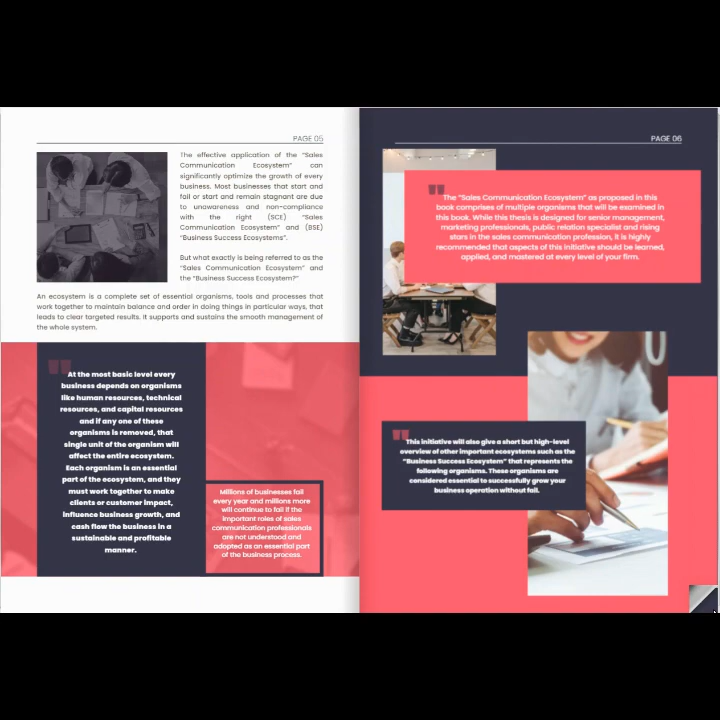 PAGE 05
The effective application of the "Sales
Communication Ecosystem" can
significantly optimize the growth of every
business. Most businesses that start and
fail or start and remain stagnant are due
to unawareness and non-compliance
with the right (SCE) "Sales
Communication Ecosystem" and (BSE)
"Business Success Ecosystems".
But what exactly is being referred to as the
"Sales Communication Ecosystem" and
the "Business Success Ecosystem?"
An ecosystem is a complete set of essential organisms, tools and processes that
work together to maintain balance and order in doing things in particular ways, that
leads to clear targeted results. It supports and sustains the smooth management of
the whole system.
At the most basic level every
business depends on organisms
like human resources, technical
resources, and capital resources
and if any one of these
organisms is removed, that
single unit of the organism will
affect the entire ecosystem.
Each organism is an essential
part of the ecosystem, and they
must work together to make
clients or customer impact,
influence business growth, and
cash flow the business in a
sustainable and profitable
manner.
Millions of businesses fail
every year and millions more
will continue to fail if the
important roles of sales
communication professionals
are not understood and
adopted as an essential part
of the business process.
PAGE 06
The "Sales Communication Ecosystem" as proposed in this
book comprises of multiple organisms that will be examined in
this book. While this thesis is designed for senior management,
marketing professionals, public relation specialist and rising
stars in the sales communication profession, it is highly
recommended that aspects of this initiative should be learned,
applied, and mastered at every level of your firm.
This initiative will also give a short but high-level
overview of other important ecosystems such as the
"Business Success Ecosystem" that represents the
following organisms. These organisms are
considered essential to successfully grow your
business operation without fail.